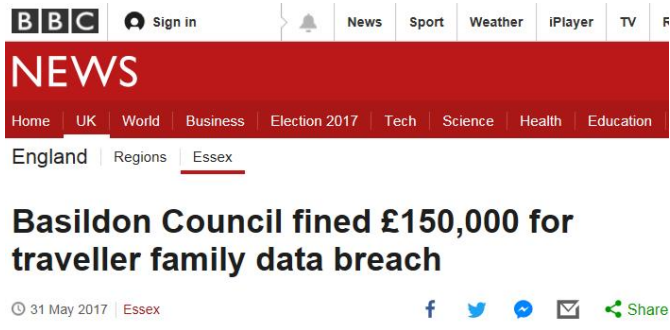 BBC Sign in News Sport Weather iPlayer TV
NEWS
Home UK World Business Election 2017 Tech Science Health Education
England Regions Essex
Basildon Council fined £150,000 for
traveller family data breach
31 May 2017 Essex Share